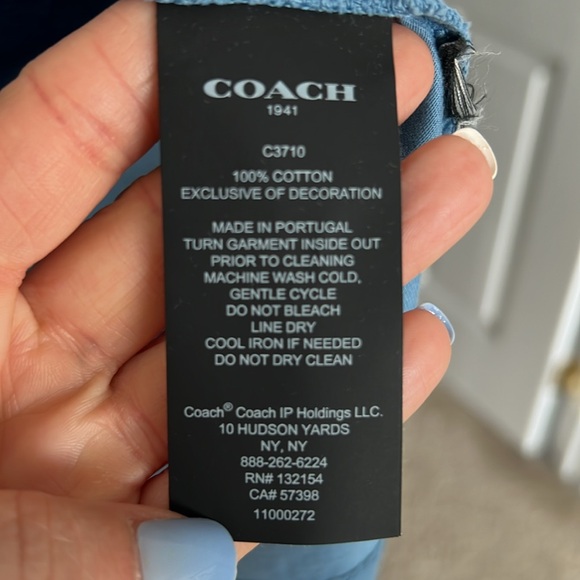 COACH
1941
C3710
100% COTTON
EXCLUSIVE OF DECORATION
MADE IN PORTUGAL
TURN GARMENT INSIDE OUT
PRIOR TO CLEANING
MACHINE WASH COLD,
GENTLE CYCLE
DO NOT BLEACH
LINE DRY
COOL IRON IF NEEDED
DO NOT DRY CLEAN
Coach® Coach IP Holdings LLC.
10 HUDSON YARDS
NY, NY
888-262-6224
RN# 132154
CA# 57398
11000272